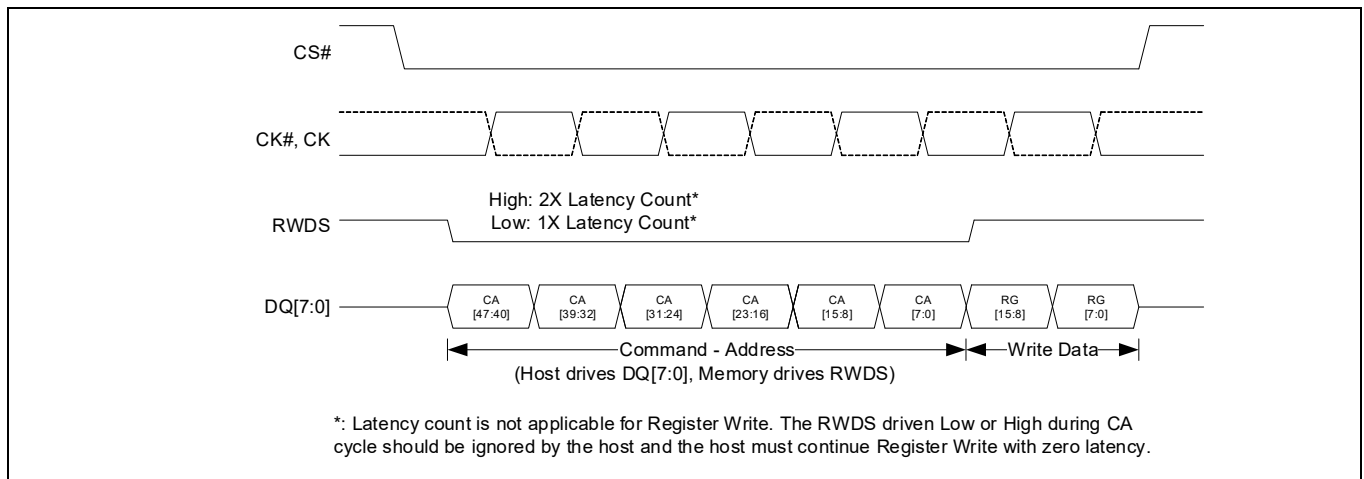 CS#
CK#, CK
High: 2X Latency Count*
Low: 1X Latency Count*
RWDS
DQ[7:0]
CA [47:40]
CA [39:32]
CA [31:24]
CA [23:16]
CA [15:8]
CA [7:0]
RG [15:8]
RG [7:0]
Command - Address
Write Data
(Host drives DQ[7:0], Memory drives RWDS)
*: Latency count is not applicable for Register Write. The RWDS driven Low or High during CA
cycle should be ignored by the host and the host must continue Register Write with zero latency.